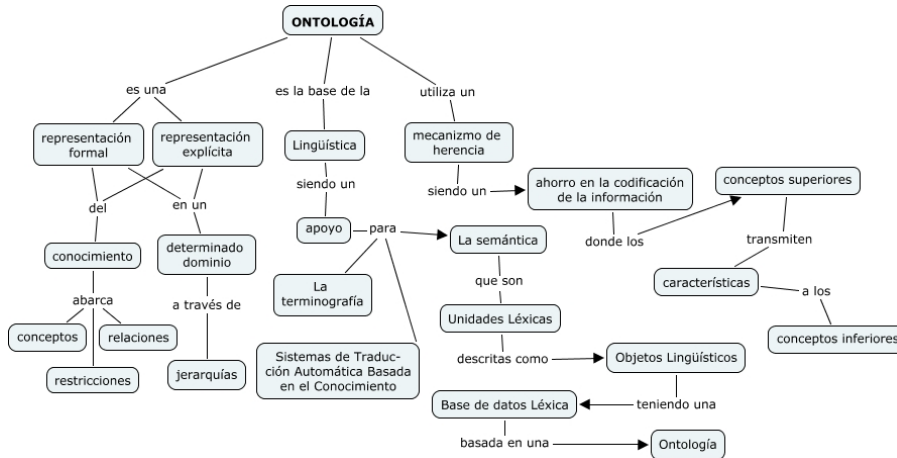 ONTOLOGÍA
es una
es la base de la
utiliza un
representación
formal
representación
explícita
Lingüística
mecanizmo de
herencia
siendo un
siendo un
ahorro en la codificación
de la información
conceptos superiores
del
en un
apoyo
para
La semántica
donde los
transmiten
conocimiento
determinado
dominio
La
terminografía
que son
características
a los
abarca
a través de
Unidades Léxicas
conceptos
relaciones
conceptos inferiores
restricciones
jerarquías
Sistemas de Traduc-
ción Automática Basada
en el Conocimiento
descritas como
Objetos Lingüísticos
Base de datos Léxica
teniendo una
basada en una
Ontología